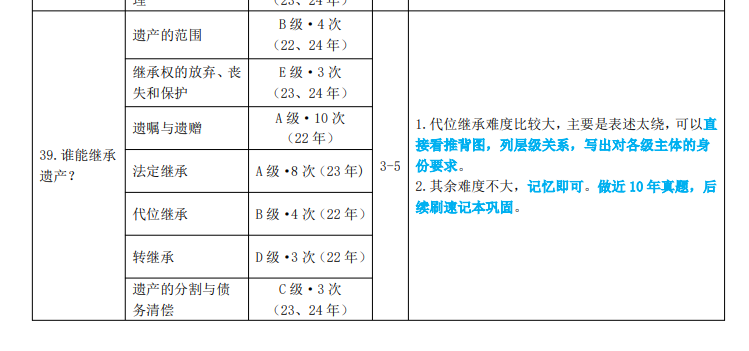 理
(23、24 年)
39.谁能继承
遗产？
遗产的范围
B 级·4 次
(22、24 年)
继承权的放弃、丧
失和保护
E 级·3 次
(23、24 年)
遗嘱与遗赠
A 级·10 次
(22 年)
法定继承
A 级·8 次(23 年)
代位继承
B 级·4 次(22 年)
转继承
D 级·3 次(22 年)
遗产的分割与债
务清偿
C 级·3 次
(23、24 年)
3-5
1.代位继承难度比较大，主要是表述太绕，可以直
接看推背图，列层级关系，写出对各级主体的身
份要求。
2.其余难度不大，记忆即可。做近 10 年真题，后
续刷速记本巩固。